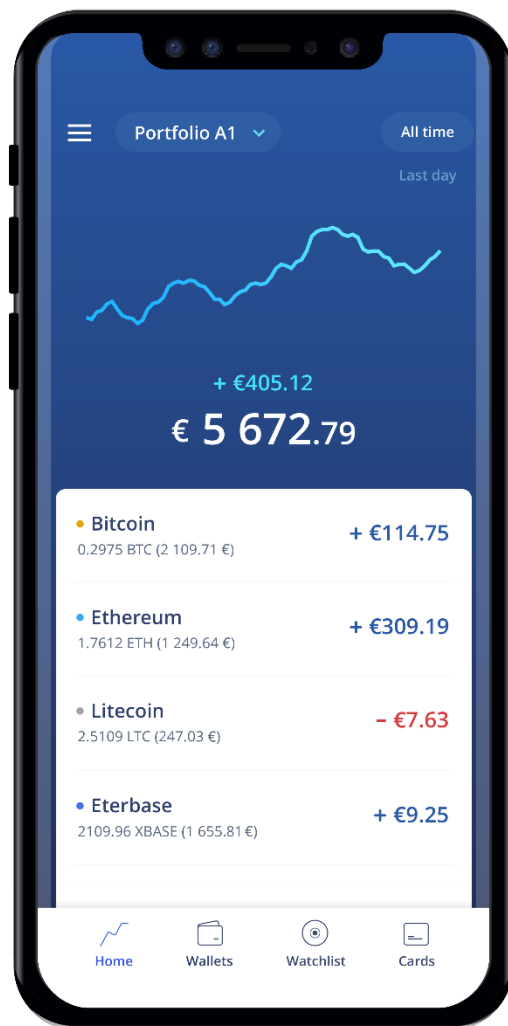 Portfolio A1
All time
Last day
+ €405.12
€ 5 672.79
Bitcoin
+ €114.75
0.2975 BTC (2 109.71 €)
Ethereum
+ €309.19
1.7612 ETH (1 249.64 €)
Litecoin
– €7.63
2.5109 LTC (247.03 €)
Eterbase
+ €9.25
2109.96 XBASE (1 655.81 €)
Home Wallets Watchlist Cards